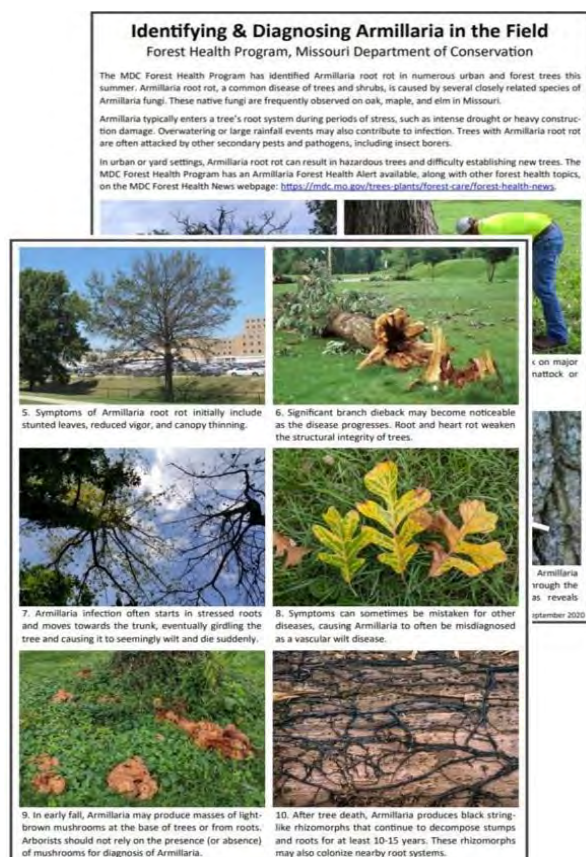 Identifying & Diagnosing Armillaria in the Field
Forest Health Program, Missouri Department of Conservation
The MDC Forest Health Program has identified Armillaria root rot in numerous urban and forest trees this
summer. Armillaria root rot, a common disease of trees and shrubs, is caused by several closely related species of
Armillaria fungi. These native fungi are frequently observed on oak, maple, and elm in Missouri.
Armillaria typically enters a tree's root system during periods of stress, such as intense drought or heavy construc-
tion damage. Overwatering or large rainfall events may also contribute to infection. Trees with Armillaria root rot
are often attacked by other secondary pests and pathogens, including insect borers.
In urban or yard settings, Armillaria root rot can result in hazardous trees and difficulty establishing new trees. The
MDC Forest Health Program has an Armillaria Forest Health Alert available, along with other forest health topics,
on the MDC Forest Health News webpage: https://mdc.mo.gov/trees-plants/forest-care/forest-health-news.
on major
mattock or
Armillaria
hrough the
as reveals
eptember 2020
5. Symptoms of Armillaria root rot initially include
stunted leaves, reduced vigor, and canopy thinning.
6. Significant branch dieback may become noticeable
as the disease progresses. Root and heart rot weaken
the structural integrity of trees.
7. Armillaria infection often starts in stressed roots
and moves towards the trunk, eventually girdling the
tree and causing it to seemingly wilt and die suddenly.
8. Symptoms can sometimes be mistaken for other
diseases, causing Armillaria to often be misdiagnosed
as a vascular wilt disease.
9. In early fall, Armillaria may produce masses of light-
brown mushrooms at the base of trees or from roots.
Arborists should not rely on the presence (or absence)
of mushrooms for diagnosis of Armillaria.
10. After tree death, Armillaria produces black string-
like rhizomorphs that continue to decompose stumps
and roots for at least 10-15 years. These rhizomorphs
may also colonize nearby root systems.